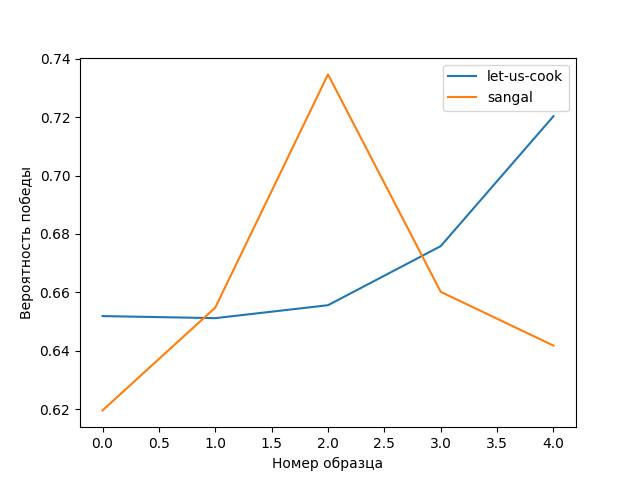 0.74
0.72
0.70
0.68
0.66
0.64
0.62
Вероятность победы
let-us-cook
sangal
0.0 0.5 1.0 1.5 2.0 2.5 3.0 3.5 4.0
Номер образца